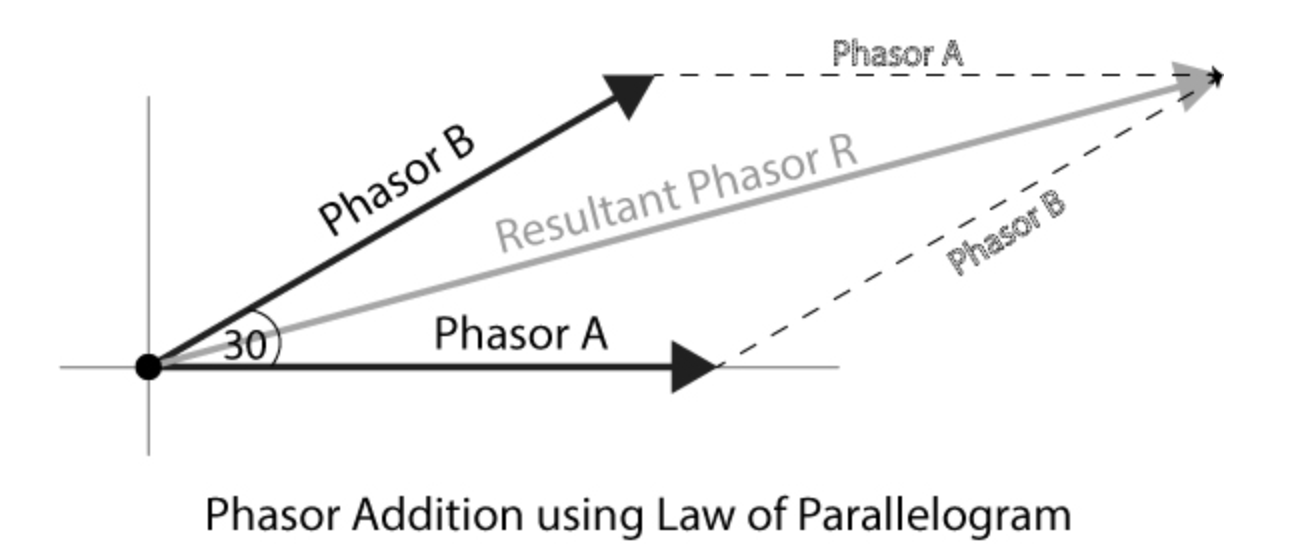 Phasor A
Phasor B
Resultant Phasor R
Phasor B
30
Phasor A
Phasor Addition using Law of Parallelogram